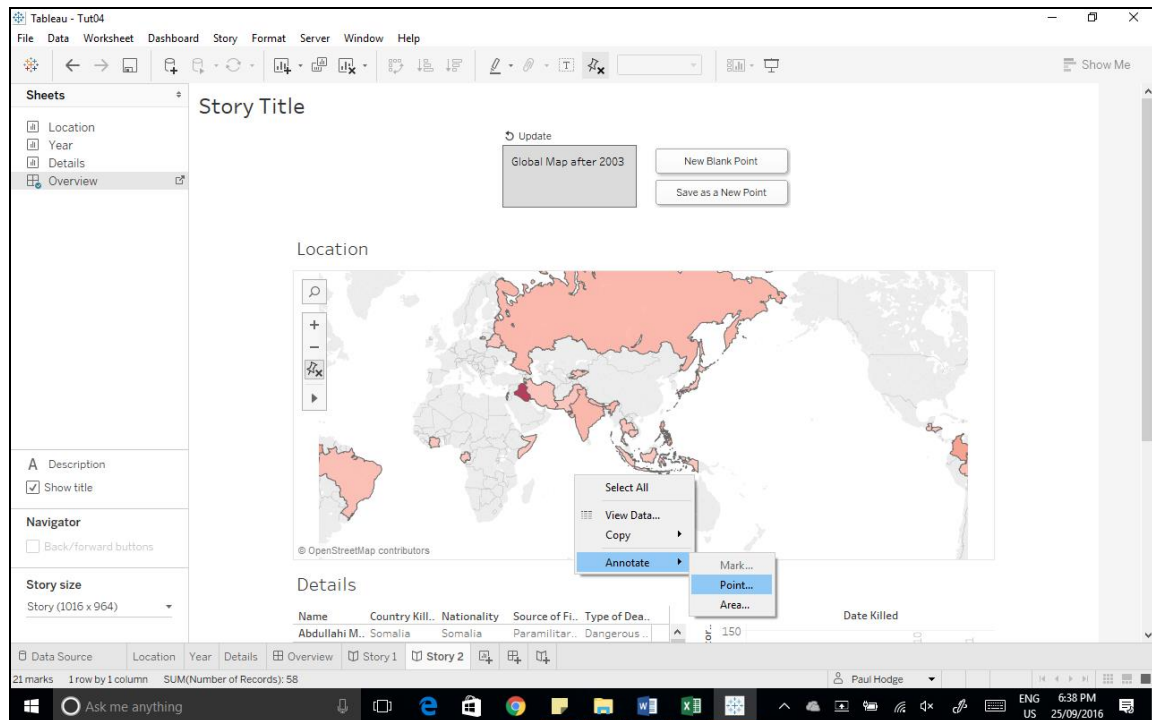 Tableau - Tut04
File Data Worksheet Dashboard Story Format Server Window Help
Show Me
Sheets
Location
Year
Details
Overview
Story Title
Update
Global Map after 2003
New Blank Point
Save as a New Point
Location
© OpenStreetMap contributors
Select All
View Data...
Copy
Annotate
Mark...
Point...
Area...
A Description
Show title
Navigator
Back/forward buttons
Story size
Story (1016 x 964)
Details
Name Country Kill.. Nationality Source of Fi.. Type of Dea..
Abdullahi M.. Somalia Somalia Paramilitar.. Dangerous ..
Date Killed
150
Data Source Location Year Details Overview Story 1 Story 2
21 marks 1 row by 1 column SUM(Number of Records): 58
Paul Hodge
Ask me anything
ENG
US
6:38 PM
25/09/2016